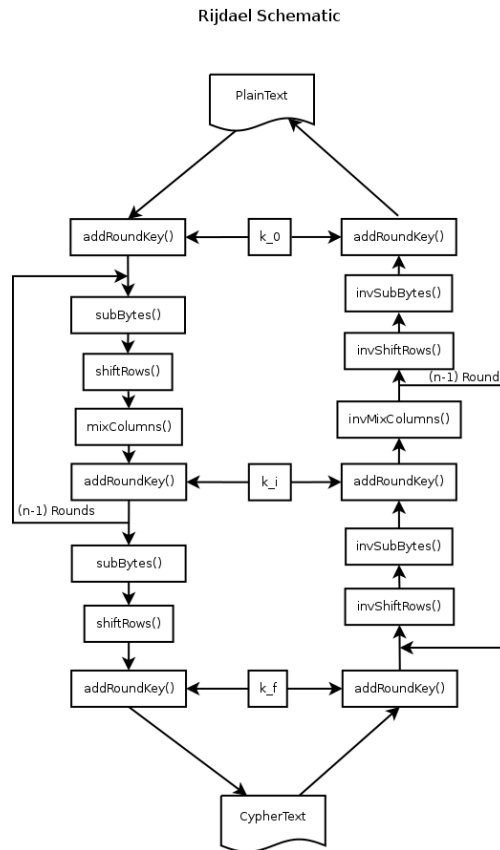 Rijdael Schematic
PlainText
addRoundKey() k_0 addRoundKey()
invSubBytes()
subBytes()
invShiftRows()
shiftRows()
(n-1) Round
mixColumns() invMixColumns()
addRoundKey() k_i addRoundKey()
(n-1) Rounds
invSubBytes()
subBytes()
invShiftRows()
shiftRows()
addRoundKey() k_f addRoundKey()
CypherText